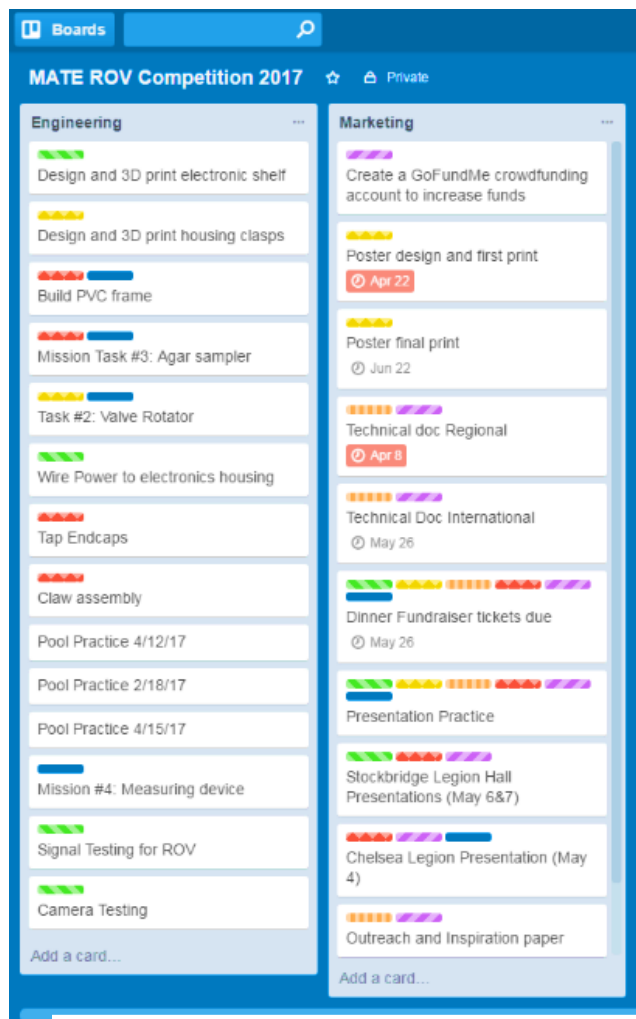 Boards
MATE ROV Competition 2017
Private
Engineering
Design and 3D print electronic shelf
Design and 3D print housing clasps
Build PVC frame
Mission Task #3: Agar sampler
Task #2: Valve Rotator
Wire Power to electronics housing
Tap Endcaps
Claw assembly
Pool Practice 4/12/17
Pool Practice 2/18/17
Pool Practice 4/15/17
Mission #4: Measuring device
Signal Testing for ROV
Camera Testing
Add a card...
Marketing
Create a GoFundMe crowdfunding
account to increase funds
Poster design and first print
Apr 22
Poster final print
Jun 22
Technical doc Regional
Apr 8
Technical Doc International
May 26
Dinner Fundraiser tickets due
May 26
Presentation Practice
Stockbridge Legion Hall
Presentations (May 6&7)
Chelsea Legion Presentation (May
4)
Outreach and Inspiration paper
Add a card...